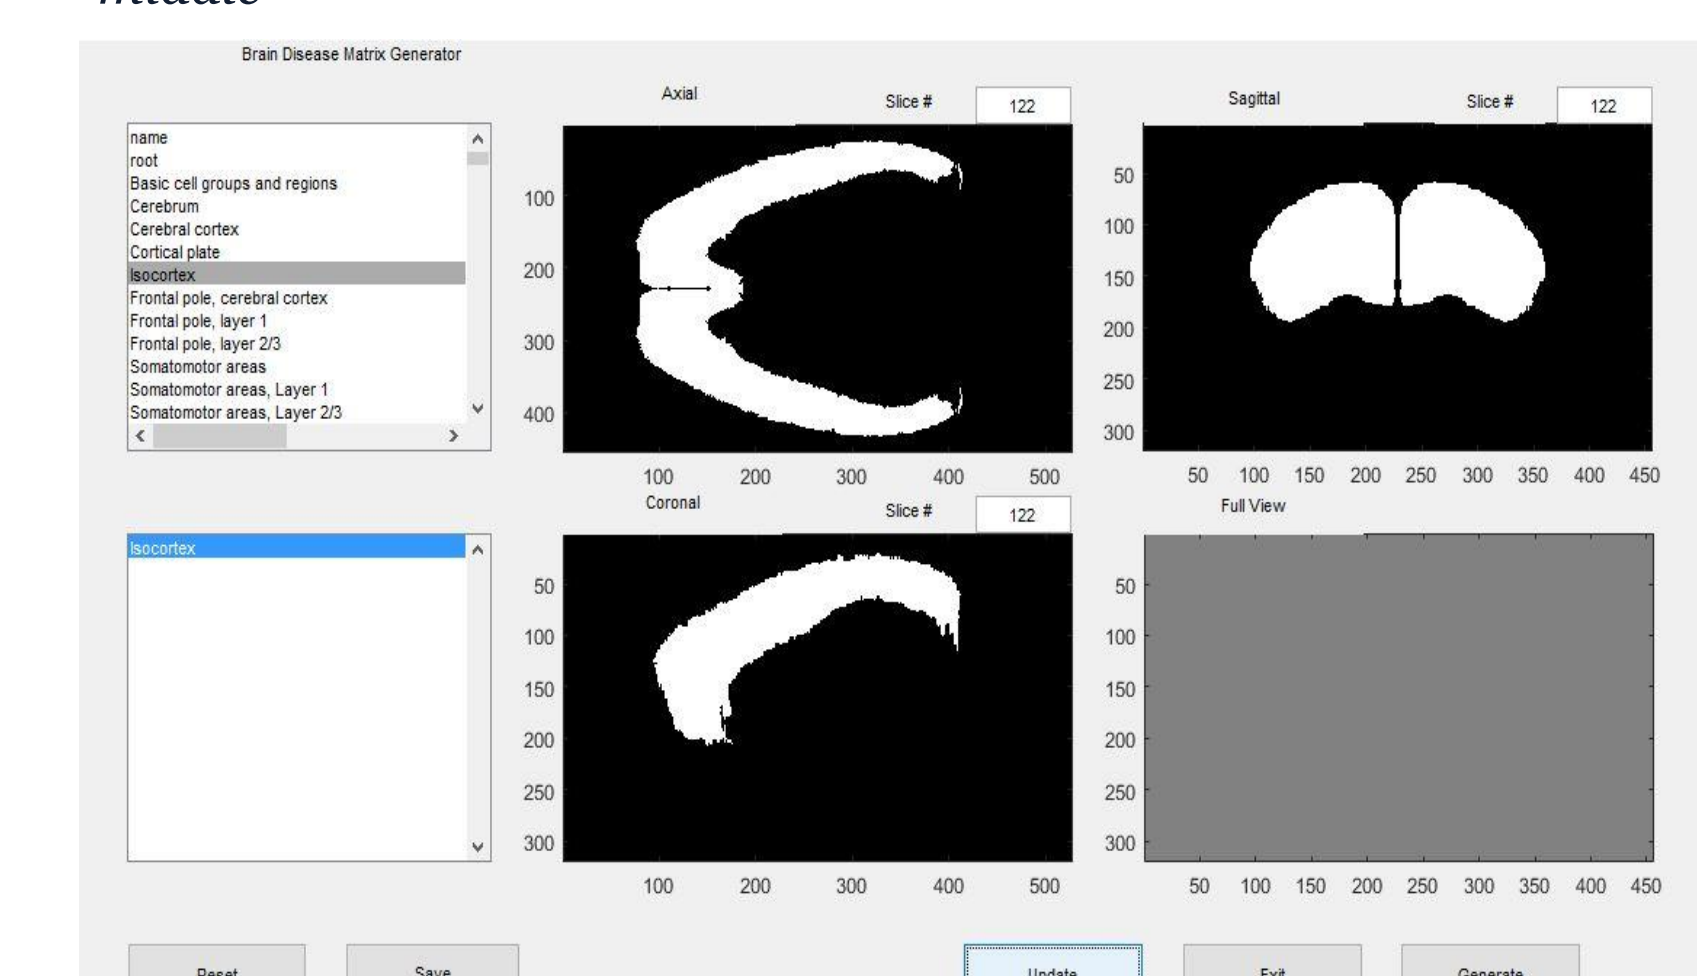 middle
Brain Disease Matrix Generator
name
root
Basic cell groups and regions
Cerebrum
Cerebral cortex
Cortical plate
Isocortex
Frontal pole, cerebral cortex
Frontal pole, layer 1
Frontal pole, layer 2/3
Somatomotor areas
Somatomotor areas, Layer 1
Somatomotor areas, Layer 2/3
Axial
Slice #
122
100
200
300
400
100 200 300 400 500
Sagittal
Slice #
122
50
100
150
200
250
300
50 100 150 200 250 300 350 400 450
Isocortex
Coronal
Slice #
122
50
100
150
200
250
300
100 200 300 400 500
Full View
50
100
150
200
250
300
50 100 150 200 250 300 350 400 450
Reset Save Update Exit Generate